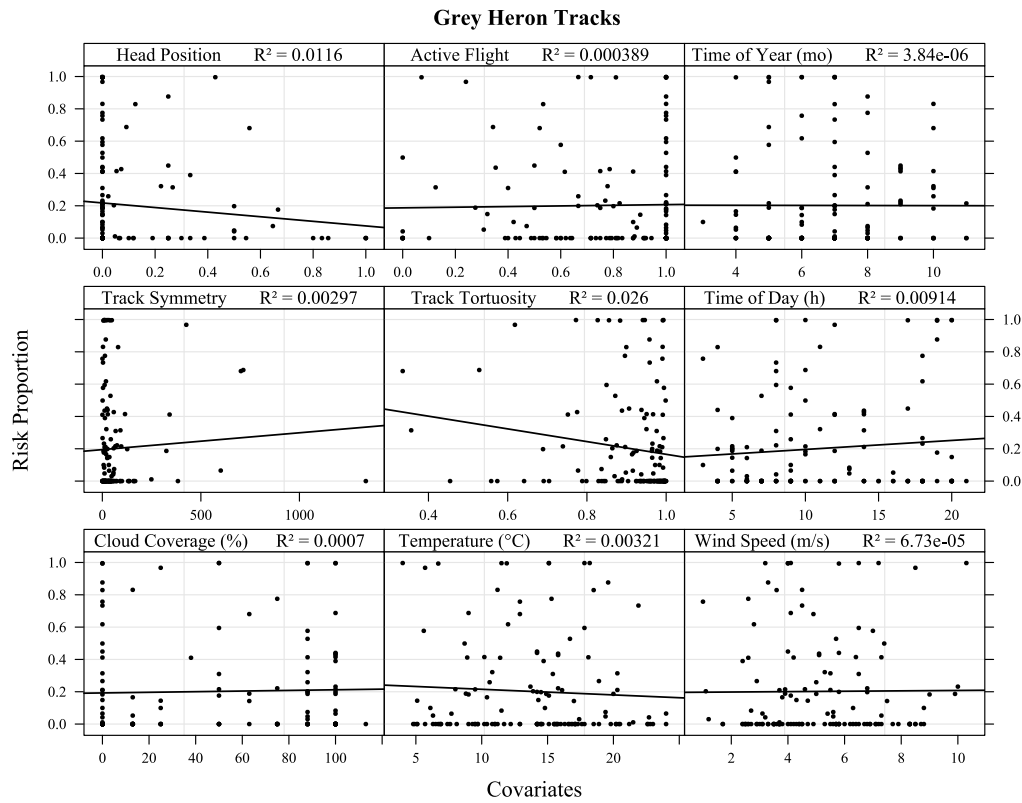 Grey Heron Tracks
Head Position R² = 0.0116
Active Flight R² = 0.000389
Time of Year (mo) R² = 3.84e-06
1.0
0.8
0.6
0.4
0.2
0.0
0.0 0.2 0.4 0.6 0.8 1.0
0.0 0.2 0.4 0.6 0.8 1.0
4 6 8 10
Track Symmetry R² = 0.00297
Track Tortuosity R² = 0.026
Time of Day (h) R² = 0.00914
Risk Proportion
1.0
0.8
0.6
0.4
0.2
0.0
0 500 1000
0.4 0.6 0.8 1.0
5 10 15 20
Cloud Coverage (%) R² = 0.0007
Temperature (°C) R² = 0.00321
Wind Speed (m/s) R² = 6.73e-05
1.0
0.8
0.6
0.4
0.2
0.0
0 20 40 60 80 100
5 10 15 20
2 4 6 8 10
Covariates